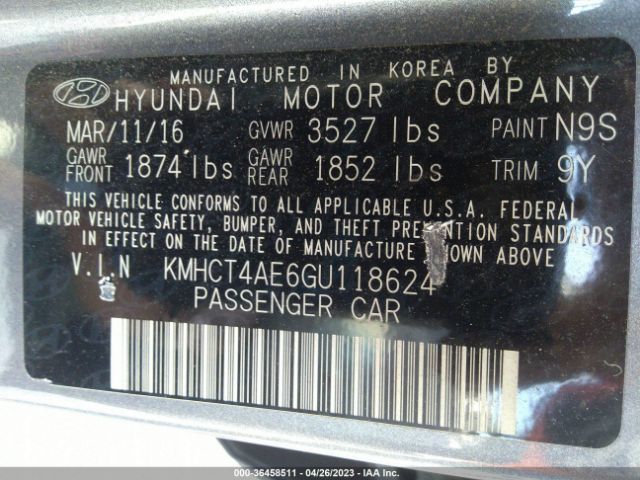 MANUFACTURED IN KOREA BY
HYUNDAI MOTOR COMPANY
MAR/11/16 GVWR 3527 lbs PAINT N9S
GAWR FRONT 1874 lbs GAWR REAR 1852 lbs TRIM 9Y
THIS VEHICLE CONFORMS TO ALL APPLICABLE U.S.A. FEDERAL
MOTOR VEHICLE SAFETY, BUMPER, AND THEFT PREVENTION STANDARDS
IN EFFECT ON THE DATE OF MANUFACTURE SHOWN ABOVE
V.I.N KMHCT4AE6GU118624
PASSENGER CAR
000-36458511 - 04/26/2023 - IAA Inc.